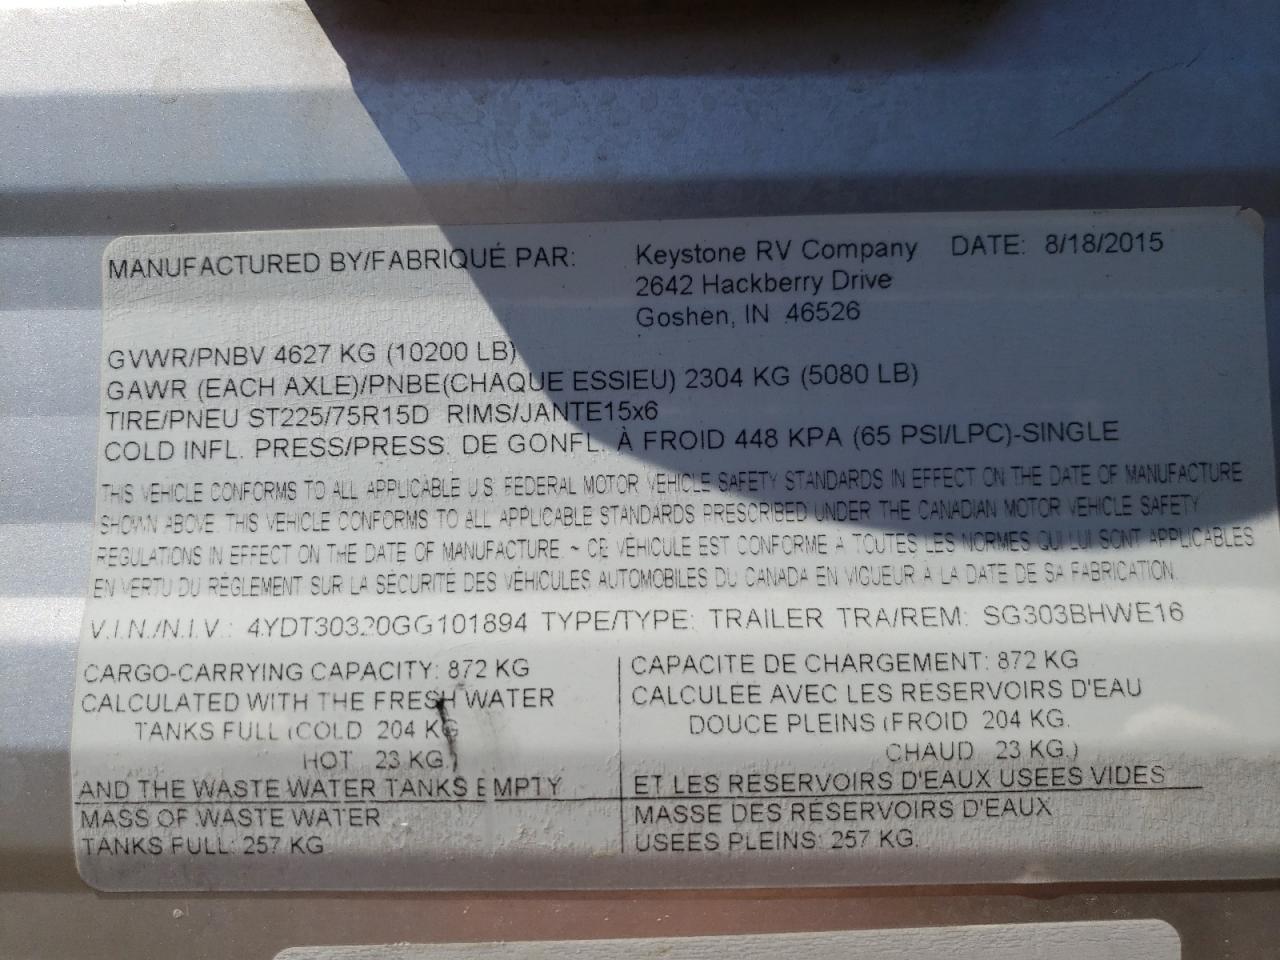 MANUFACTURED BY/FABRIQUÉ PAR: Keystone RV Company DATE: 8/18/2015
2642 Hackberry Drive
Goshen, IN 46526
GVWR/PNBV 4627 KG (10200 LB)
GAWR (EACH AXLE)/PNBE(CHAQUE ESSIEU) 2304 KG (5080 LB)
TIRE/PNEU ST225/75R15D RIMS/JANTE15x6
COLD INFL. PRESS/PRESS. DE GONFL. À FROID 448 KPA (65 PSI/LPC)-SINGLE
THIS VEHICLE CONFORMS TO ALL APPLICABLE U.S. FEDERAL MOTOR VEHICLE SAFETY STANDARDS IN EFFECT ON THE DATE OF MANUFACTURE
SHOWN ABOVE. THIS VEHICLE CONFORMS TO ALL APPLICABLE STANDARDS PRESCRIBED UNDER THE CANADIAN MOTOR VEHICLE SAFETY
REGULATIONS IN EFFECT ON THE DATE OF MANUFACTURE. ~ CE VÉHICULE EST CONFORME À TOUTES LES NORMES QUI LUI SONT APPLICABLES
EN VERTU DU RÉGLEMENT SUR LA SÉCURITÉ DES VÉHICULES AUTOMOBILES DU CANADA EN VIGUEUR À LA DATE DE SA FABRICATION.
V.I.N./N.I.V.: 4YDT30320GG101894 TYPE/TYPE: TRAILER TRA/REM: SG303BHWE16
CARGO-CARRYING CAPACITY: 872 KG
CALCULATED WITH THE FRESH WATER
TANKS FULL (COLD 204 KG
HOT 23 KG.)
AND THE WASTE WATER TANKS EMPTY
MASS OF WASTE WATER
TANKS FULL: 257 KG
CAPACITE DE CHARGEMENT: 872 KG
CALCULÉE AVEC LES RÉSERVOIRS D'EAU
DOUCE PLEINS (FROID 204 KG.
CHAUD 23 KG.)
ET LES RÉSERVOIRS D'EAUX USEES VIDES
MASSE DES RÉSERVOIRS D'EAUX
USEES PLEINS: 257 KG.